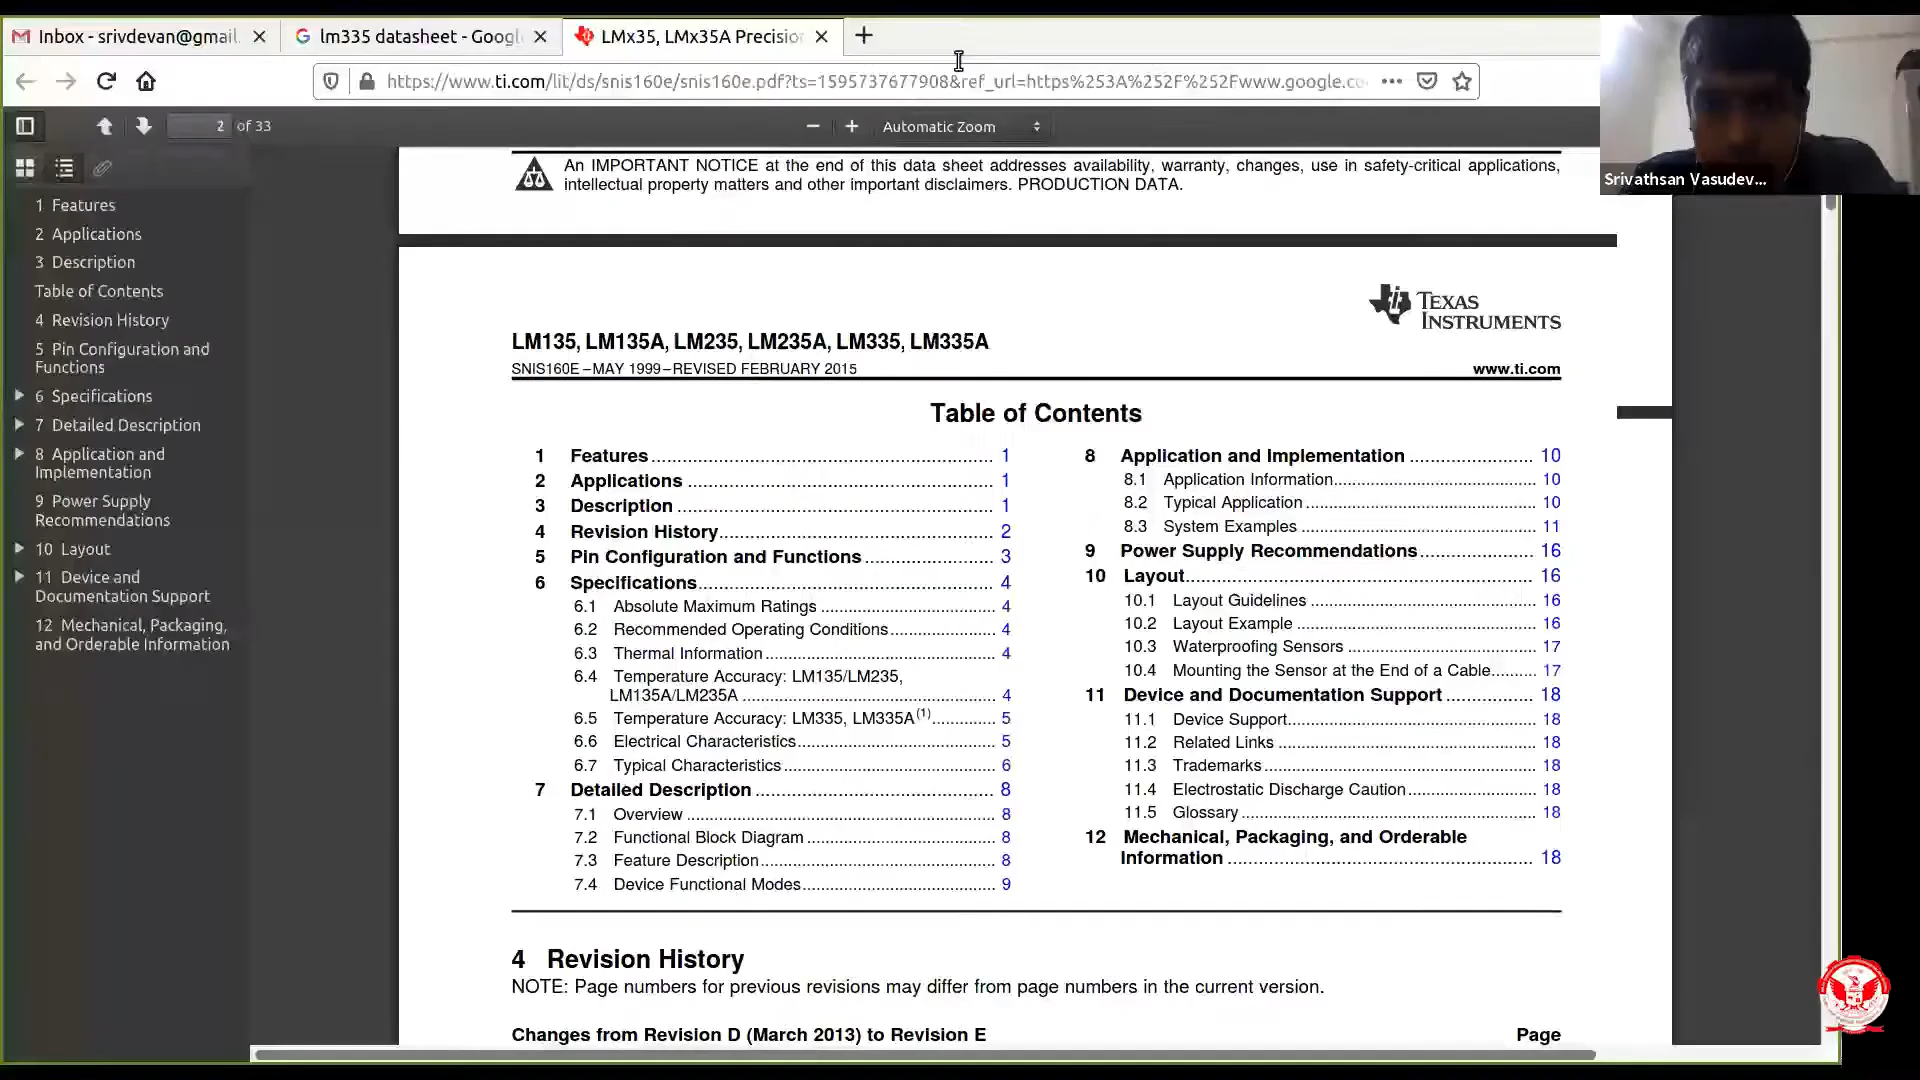 Inbox - srivdevan@gmail.
lm335 datasheet - Googl
LMx35, LMx35A Precision
https://www.ti.com/lit/ds/snis160e/snis160e.pdf?ts=1595737677908&ref_url=https%253A%252F%252Fwww.google.co
2 of 33
Automatic Zoom
Srivathsan Vasudev...
1 Features
2 Applications
3 Description
Table of Contents
4 Revision History
5 Pin Configuration and
Functions
6 Specifications
7 Detailed Description
8 Application and
Implementation
9 Power Supply
Recommendations
10 Layout
11 Device and
Documentation Support
12 Mechanical, Packaging,
and Orderable Information
An IMPORTANT NOTICE at the end of this data sheet addresses availability, warranty, changes, use in safety-critical applications,
intellectual property matters and other important disclaimers. PRODUCTION DATA.
TEXAS
INSTRUMENTS
LM135, LM135A, LM235, LM235A, LM335, LM335A
SNIS160E – MAY 1999 – REVISED FEBRUARY 2015
www.ti.com
Table of Contents
1 Features ........ 1
2 Applications ........ 1
3 Description ........ 1
4 Revision History ........ 2
5 Pin Configuration and Functions ........ 3
6 Specifications ........ 4
6.1 Absolute Maximum Ratings ........ 4
6.2 Recommended Operating Conditions ........ 4
6.3 Thermal Information ........ 4
6.4 Temperature Accuracy: LM135/LM235,
LM135A/LM235A ........ 4
6.5 Temperature Accuracy: LM335, LM335A(1) ........ 5
6.6 Electrical Characteristics ........ 5
6.7 Typical Characteristics ........ 6
7 Detailed Description ........ 8
7.1 Overview ........ 8
7.2 Functional Block Diagram ........ 8
7.3 Feature Description ........ 8
7.4 Device Functional Modes ........ 9
8 Application and Implementation ........ 10
8.1 Application Information ........ 10
8.2 Typical Application ........ 10
8.3 System Examples ........ 11
9 Power Supply Recommendations ........ 16
10 Layout ........ 16
10.1 Layout Guidelines ........ 16
10.2 Layout Example ........ 16
10.3 Waterproofing Sensors ........ 17
10.4 Mounting the Sensor at the End of a Cable ........ 17
11 Device and Documentation Support ........ 18
11.1 Device Support ........ 18
11.2 Related Links ........ 18
11.3 Trademarks ........ 18
11.4 Electrostatic Discharge Caution ........ 18
11.5 Glossary ........ 18
12 Mechanical, Packaging, and Orderable
Information ........ 18
4 Revision History
NOTE: Page numbers for previous revisions may differ from page numbers in the current version.
Changes from Revision D (March 2013) to Revision E
Page